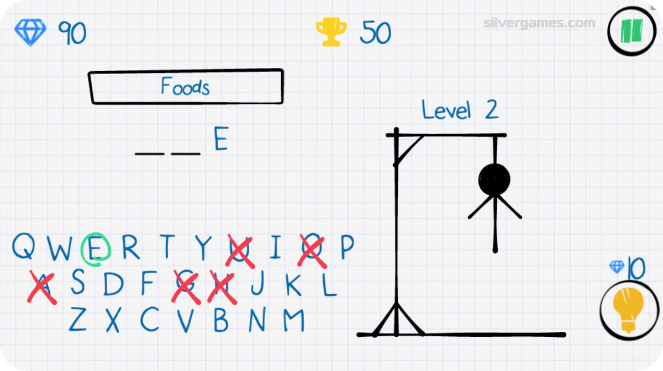 90
50
silvergames.com
Foods
Level 2
_ _ E
Q W E R T Y U I O P
A S D F G H J K L
10
Z X C V B N M